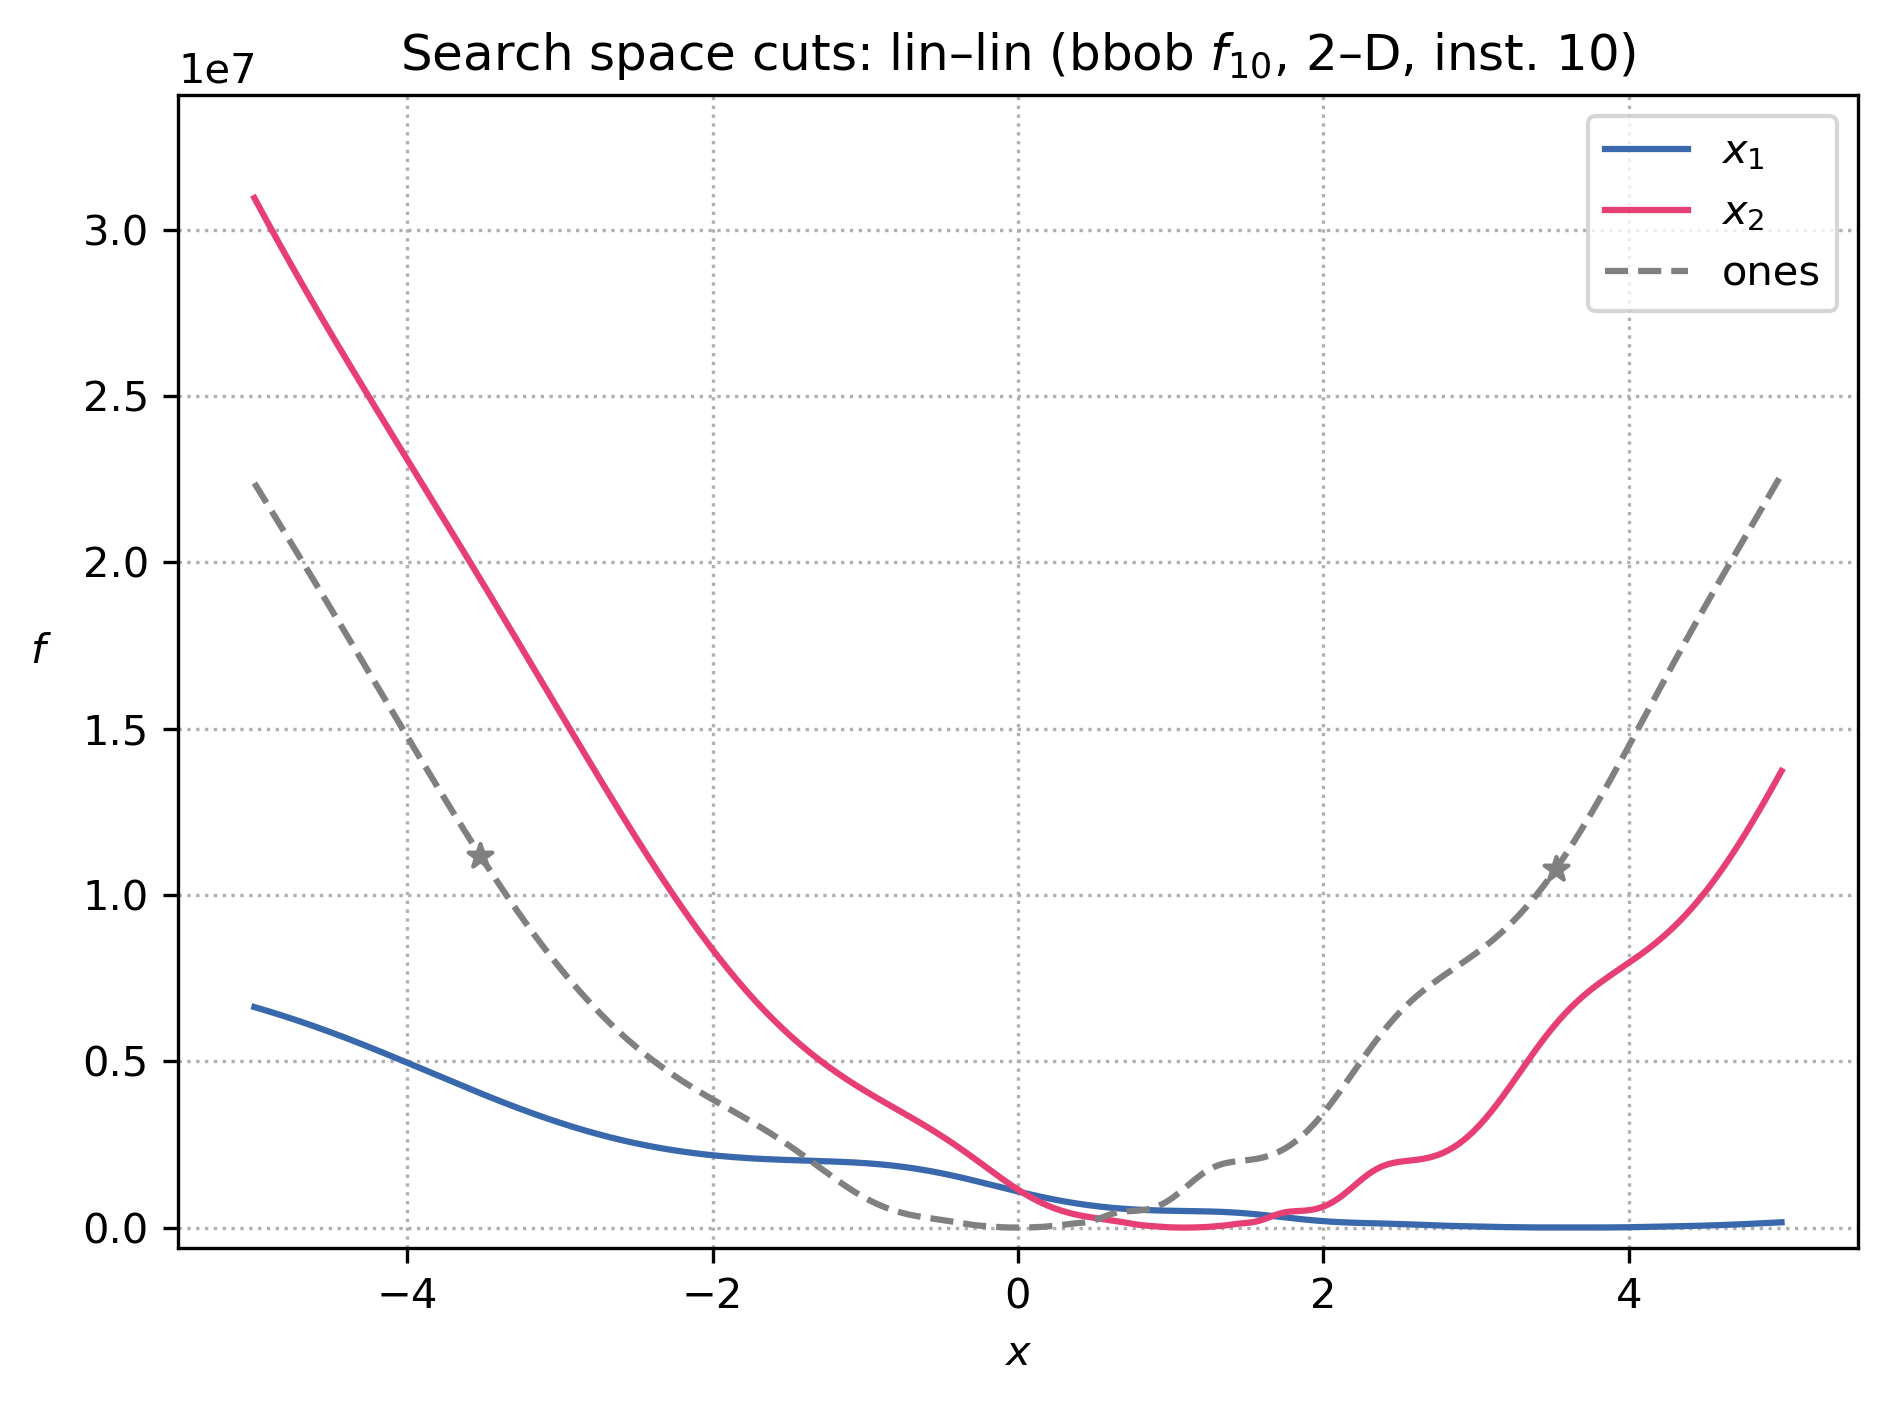 Search space cuts: lin–lin (bbob f₁₀, 2–D, inst. 10)
1e7
x₁
x₂
ones
3.0
2.5
2.0
1.5
1.0
0.5
0.0
f
−4 −2 0 2 4
x